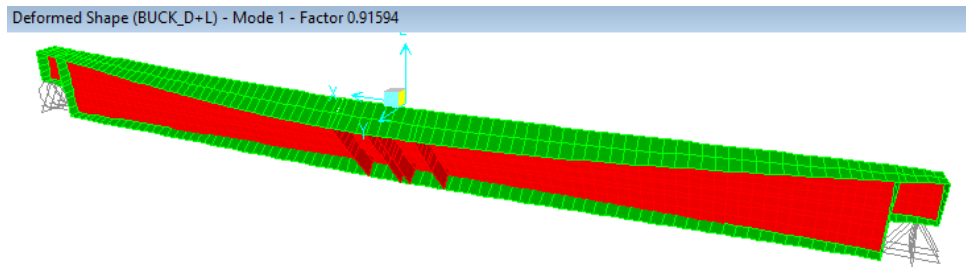 Deformed Shape (BUCK_D+L) - Mode 1 - Factor 0.91594
Z
X
Y